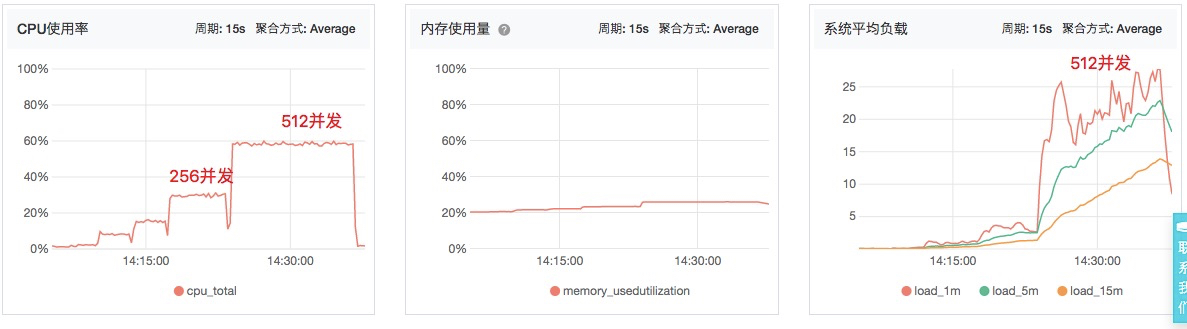 CPU使用率 周期: 15s 聚合方式: Average
100%
80%
60%
40%
20%
0%
512并发
256并发
14:15:00 14:30:00
cpu_total
内存使用量 ? 周期: 15s 聚合方式: Average
100%
80%
60%
40%
20%
0%
14:15:00 14:30:00
memory_usedutilization
系统平均负载 周期: 15s 聚合方式: Average
512并发
25
20
15
10
5
14:15:00 14:30:00
load_1m load_5m load_15m
联
系
我
们